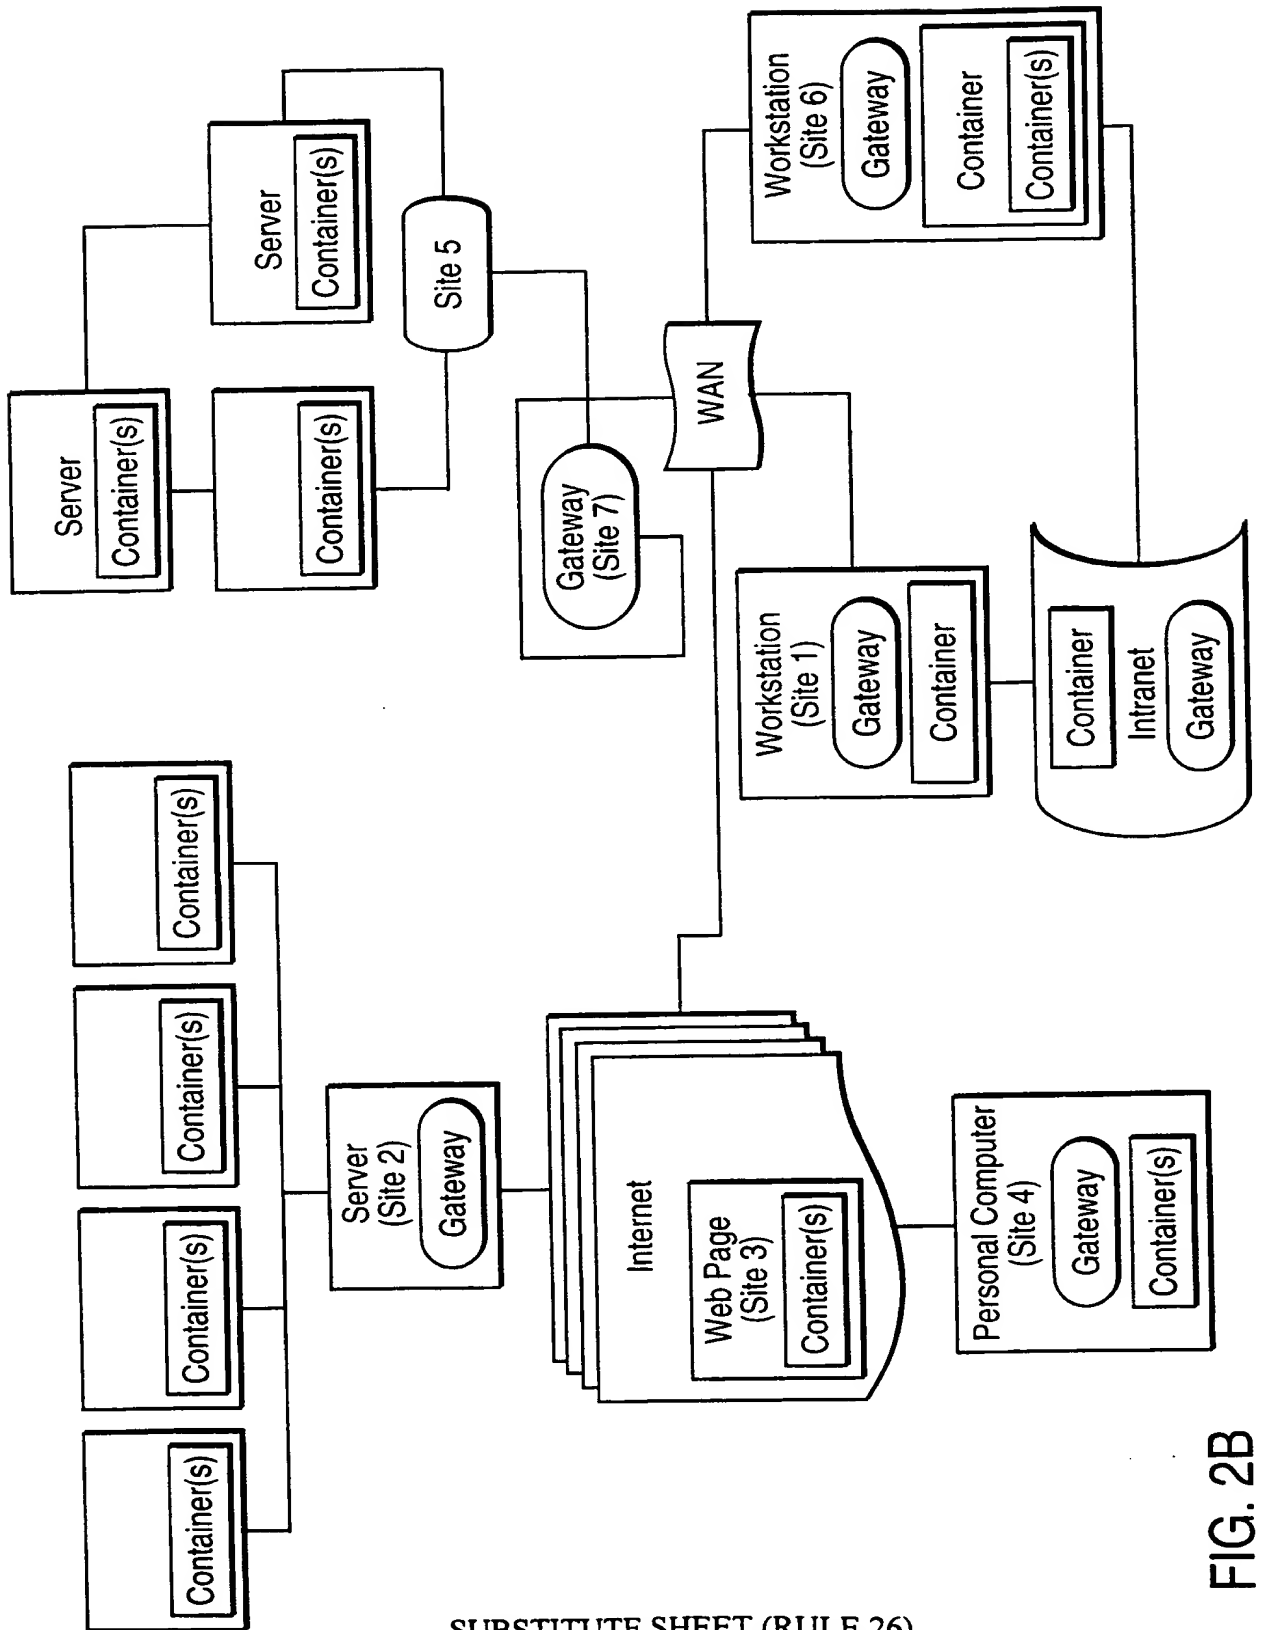 Server
Container(s)
Container(s)
Container(s)
Container(s)
Container(s)
Container(s)
Server
Container(s)
Server
(Site 2)
Gateway
Site 5
Gateway
(Site 7)
Internet
Web Page
(Site 3)
Container(s)
WAN
Workstation
(Site 1)
Gateway
Container
Workstation
(Site 6)
Gateway
Container
Container(s)
Personal Computer
(Site 4)
Gateway
Container(s)
Container
Intranet
Gateway
FIG. 2B
SUBSTITUTE SHEET (RULE 26)